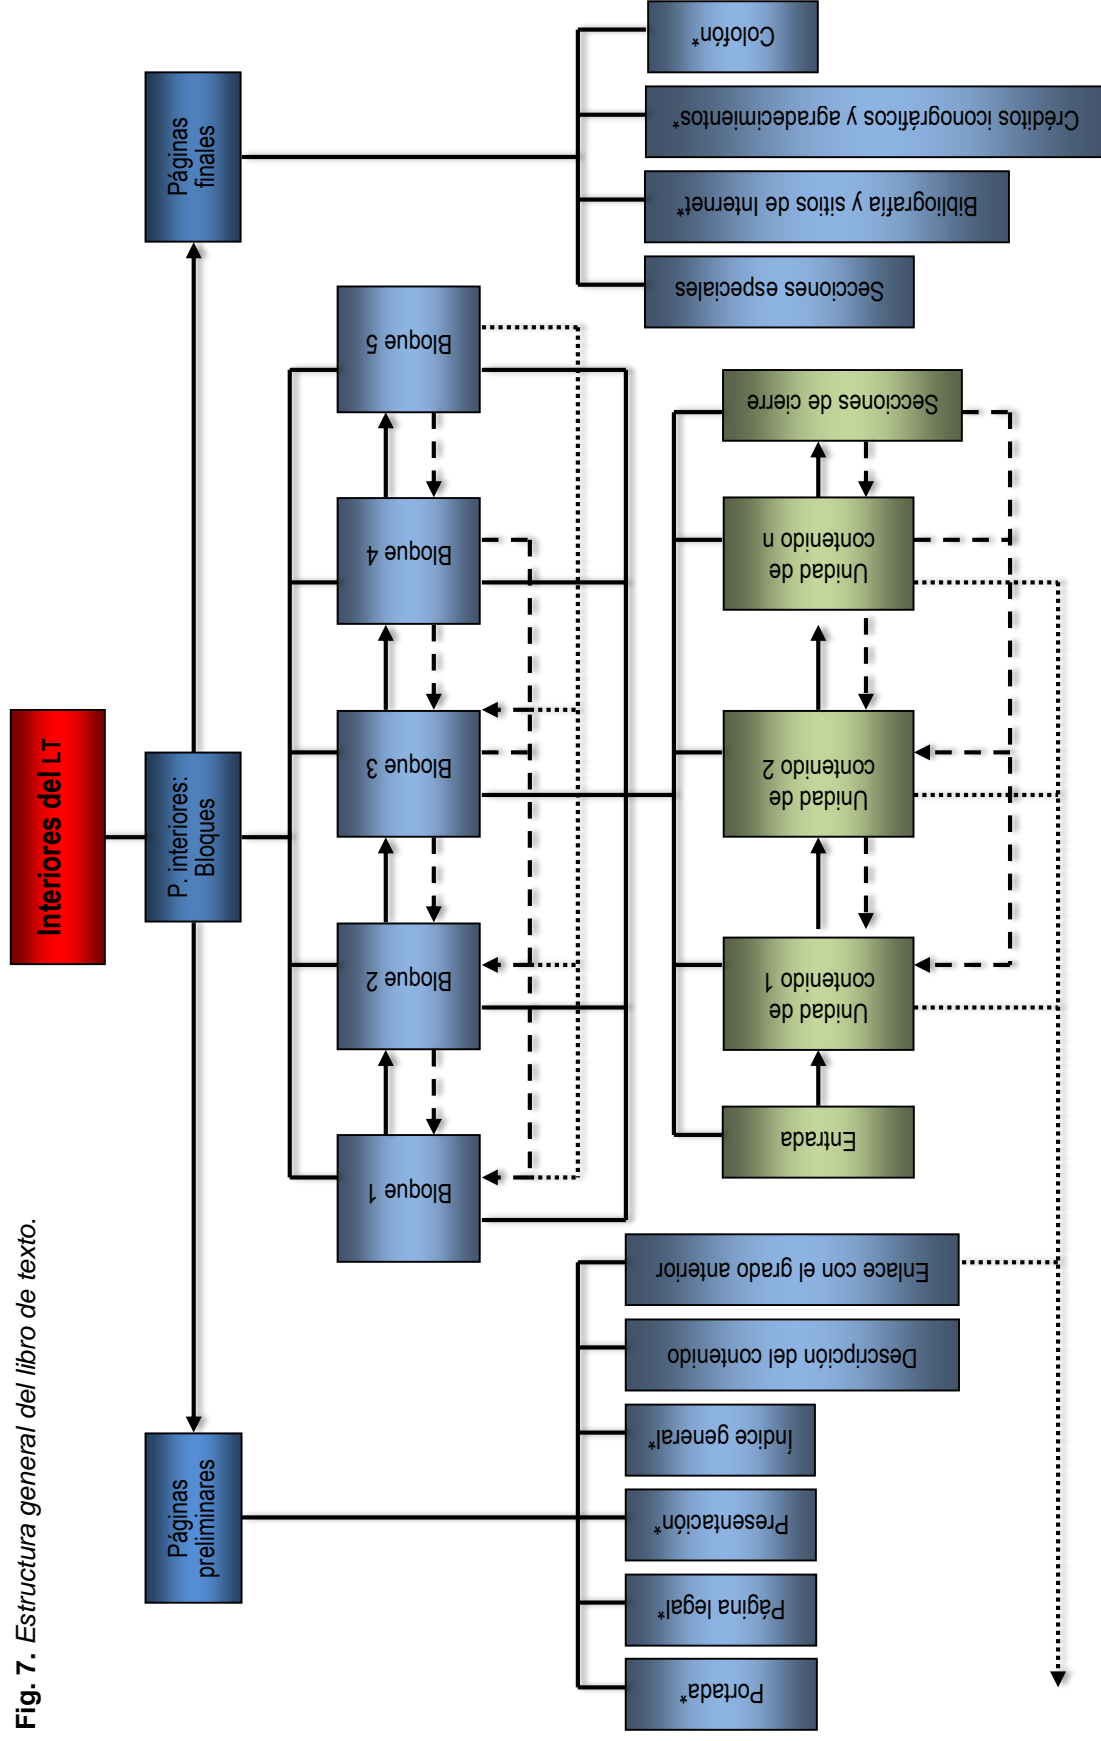 Fig. 7. Estructura general del libro de texto.
Interiores del LT
Páginas
preliminares
P. interiores:
Bloques
Páginas
finales
Bloque 1
Bloque 2
Bloque 3
Bloque 4
Bloque 5
Portada*
Página legal*
Presentación*
Índice general*
Descripción del contenido
Enlace con el grado anterior
Entrada
Unidad de
contenido 1
Unidad de
contenido 2
Unidad de
contenido n
Secciones de cierre
Secciones especiales
Bibliografía y sitios de Internet*
Créditos iconográficos y agradecimientos*
Colofón*